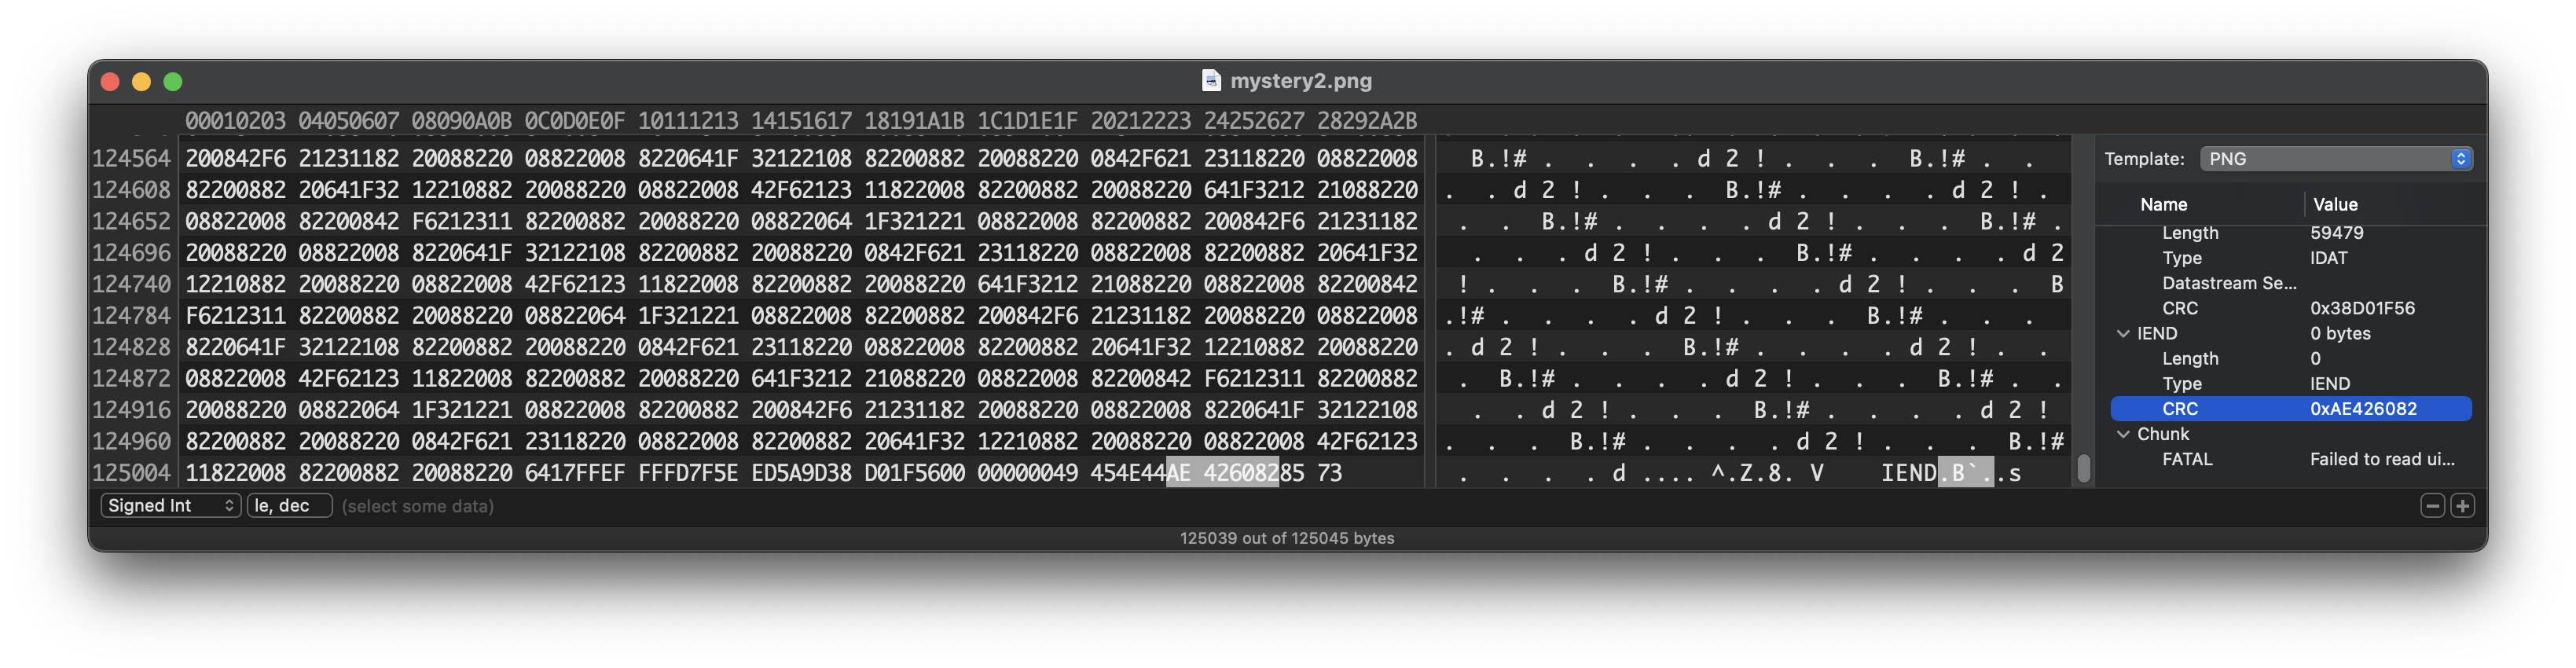 mystery2.png
00010203 04050607 08090A0B 0C0D0E0F 10111213 14151617 18191A1B 1C1D1E1F 20212223 24252627 28292A2B
124564 200842F6 21231182 20088220 08822008 8220641F 32122108 82200882 20088220 0842F621 23118220 08822008 B.!# . . . . d 2 ! . . . B.!# . .
124608 82200882 20641F32 12210882 20088220 08822008 42F62123 11822008 82200882 20088220 641F3212 21088220 . . d 2 ! . . . B.!# . . . . d 2 ! .
124652 08822008 82200842 F6212311 82200882 20088220 08822064 1F321221 08822008 82200882 200842F6 21231182 . . B.!# . . . . d 2 ! . . . B.!# .
124696 20088220 08822008 8220641F 32122108 82200882 20088220 0842F621 23118220 08822008 82200882 20641F32 . . . d 2 ! . . . B.!# . . . . d 2
124740 12210882 20088220 08822008 42F62123 11822008 82200882 20088220 641F3212 21088220 08822008 82200842 ! . . . B.!# . . . . d 2 ! . . . B
124784 F6212311 82200882 20088220 08822064 1F321221 08822008 82200882 200842F6 21231182 20088220 08822008 .!# . . . . d 2 ! . . . B.!# . . .
124828 8220641F 32122108 82200882 20088220 0842F621 23118220 08822008 82200882 20641F32 12210882 20088220 . d 2 ! . . . B.!# . . . . d 2 ! . .
124872 08822008 42F62123 11822008 82200882 20088220 641F3212 21088220 08822008 82200842 F6212311 82200882 . B.!# . . . . d 2 ! . . . B.!# . .
124916 20088220 08822064 1F321221 08822008 82200882 200842F6 21231182 20088220 08822008 8220641F 32122108 . . d 2 ! . . . B.!# . . . . d 2 !
124960 82200882 20088220 0842F621 23118220 08822008 82200882 20641F32 12210882 20088220 08822008 42F62123 . . . B.!# . . . . d 2 ! . . . B.!#
125004 11822008 82200882 20088220 6417FFEF FFFD7F5E ED5A9D38 D01F5600 00000049 454E44AE 42608285 73 . . . . d .... ^.Z.8. V IEND.B`..s
Template: PNG
Name Value
Length 59479
Type IDAT
Datastream Se...
CRC 0x38D01F56
IEND 0 bytes
Length 0
Type IEND
CRC 0xAE426082
Chunk
FATAL Failed to read ui...
Signed Int le, dec (select some data)
125039 out of 125045 bytes